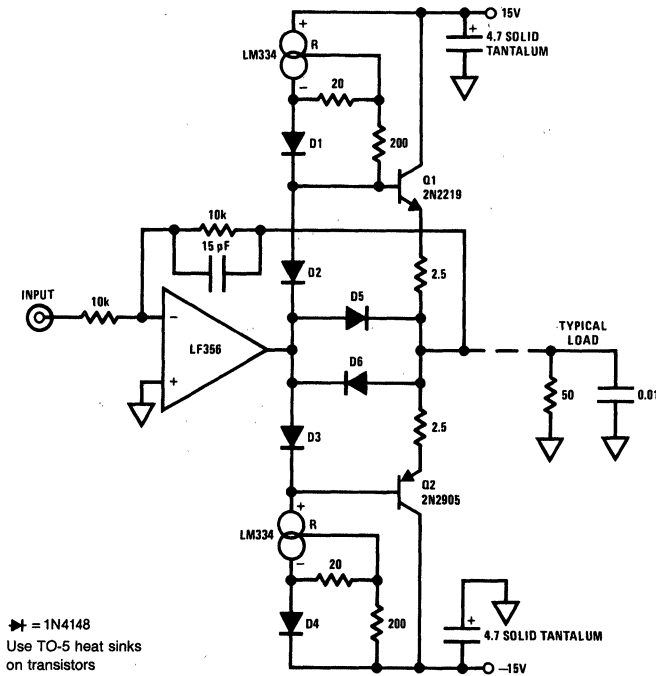 15V
+
4.7 SOLID
TANTALUM
+
R
LM334
−
20
D1
200
Q1
2N2219
10k
15 pF
D2
2.5
INPUT
10k
D5
TYPICAL
LOAD
−
LF356
+
D6
50
0.01
D3
2.5
Q2
2N2905
+
R
LM334
−
20
D4
200
+
4.7 SOLID TANTALUM
−15V
= 1N4148
Use TO-5 heat sinks
on transistors